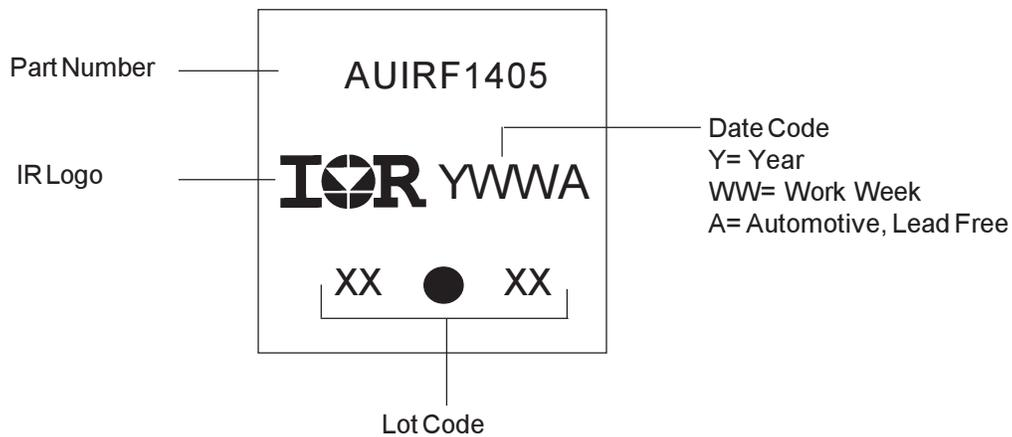 Part Number
AUIRF1405
IR Logo
IOR YWWA
Date Code
Y= Year
WW= Work Week
A= Automotive, Lead Free
XX ● XX
Lot Code